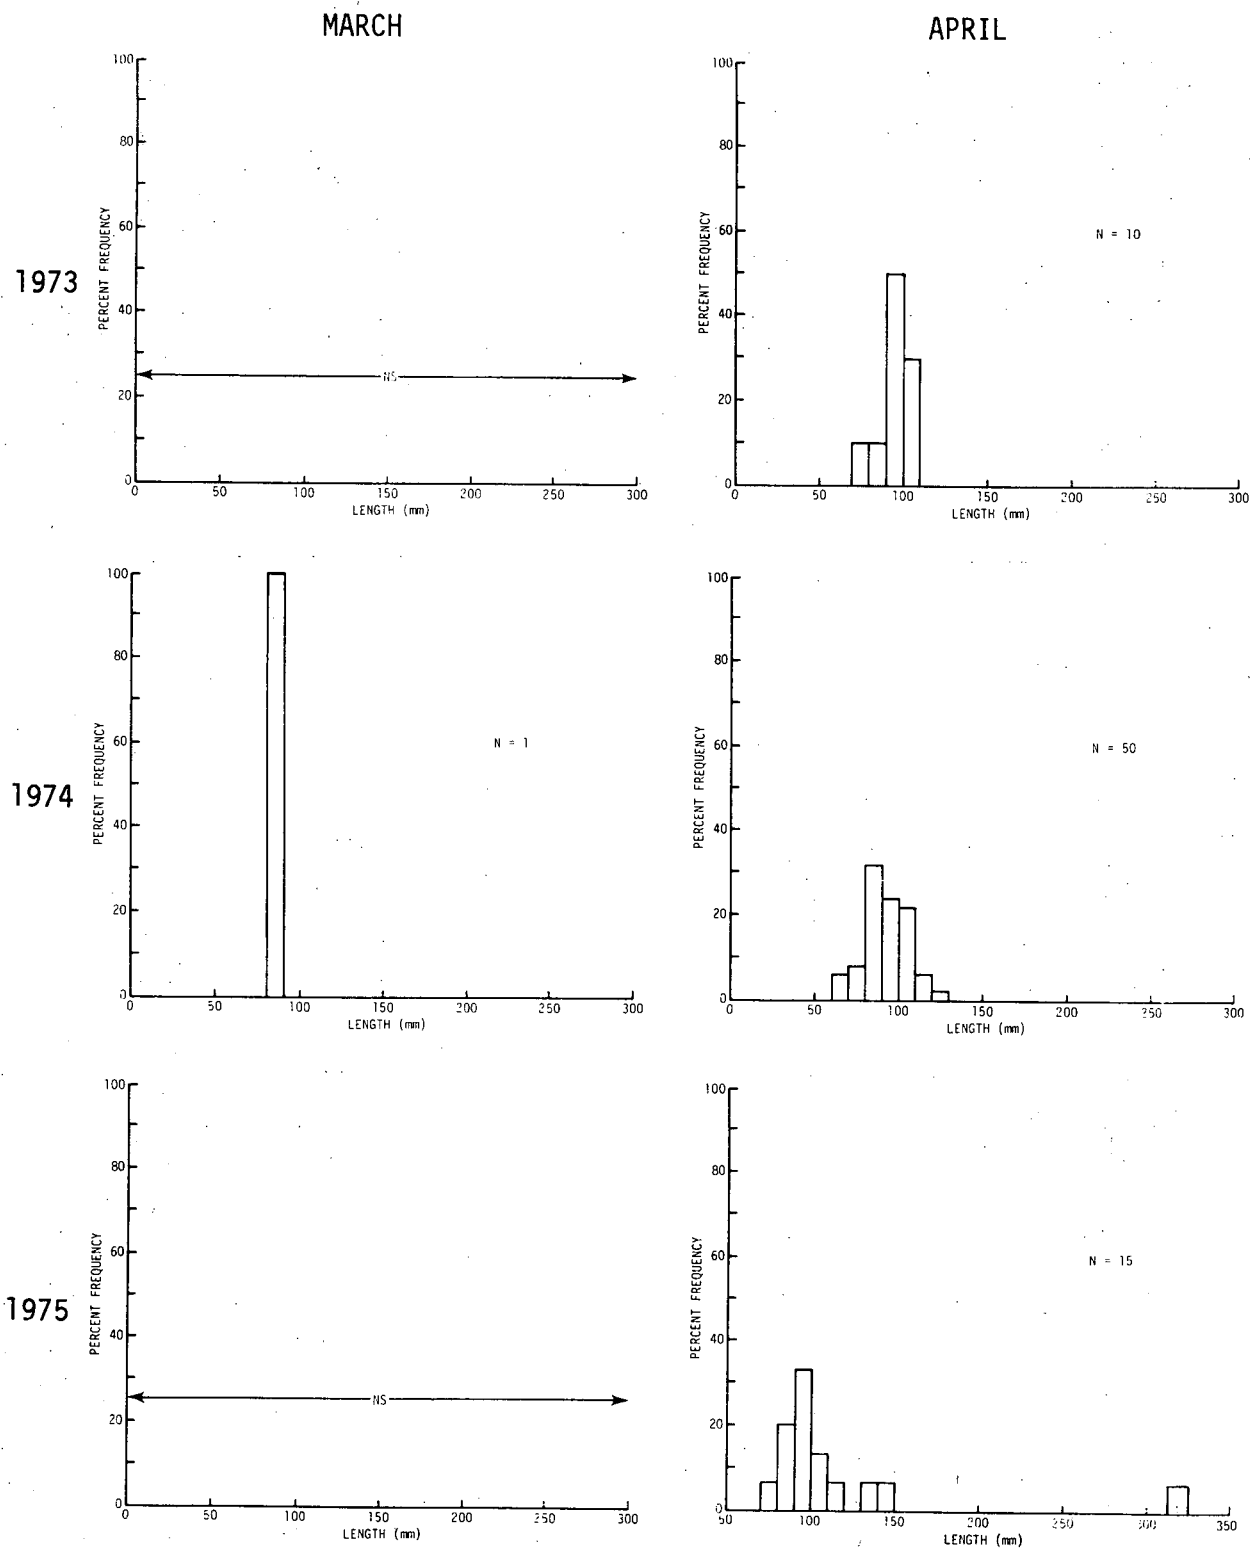 MARCH
APRIL
1973
PERCENT FREQUENCY
100
80
60
40
20
0
NS
0 50 100 150 200 250 300
LENGTH (mm)
PERCENT FREQUENCY
100
80
60
40
20
0
N = 10
0 50 100 150 200 250 300
LENGTH (mm)
1974
PERCENT FREQUENCY
100
80
60
40
20
0
N = 1
0 50 100 150 200 250 300
LENGTH (mm)
PERCENT FREQUENCY
100
80
60
40
20
0
N = 50
0 50 100 150 200 250 300
LENGTH (mm)
1975
PERCENT FREQUENCY
100
80
60
40
20
0
NS
0 50 100 150 200 250 300
LENGTH (mm)
PERCENT FREQUENCY
100
80
60
40
20
0
N = 15
50 100 150 200 250 300 350
LENGTH (mm)